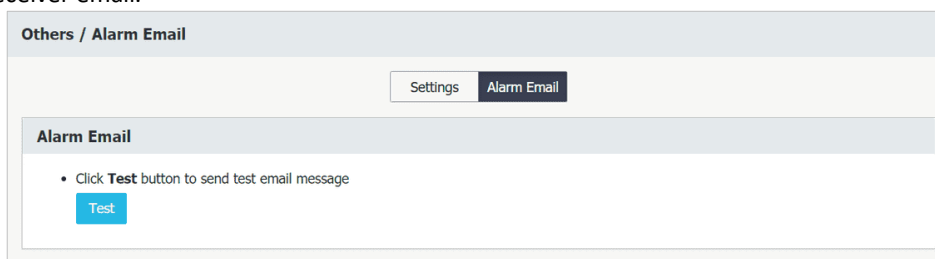 Others / Alarm Email
Settings Alarm Email
Alarm Email
• Click Test button to send test email message
Test